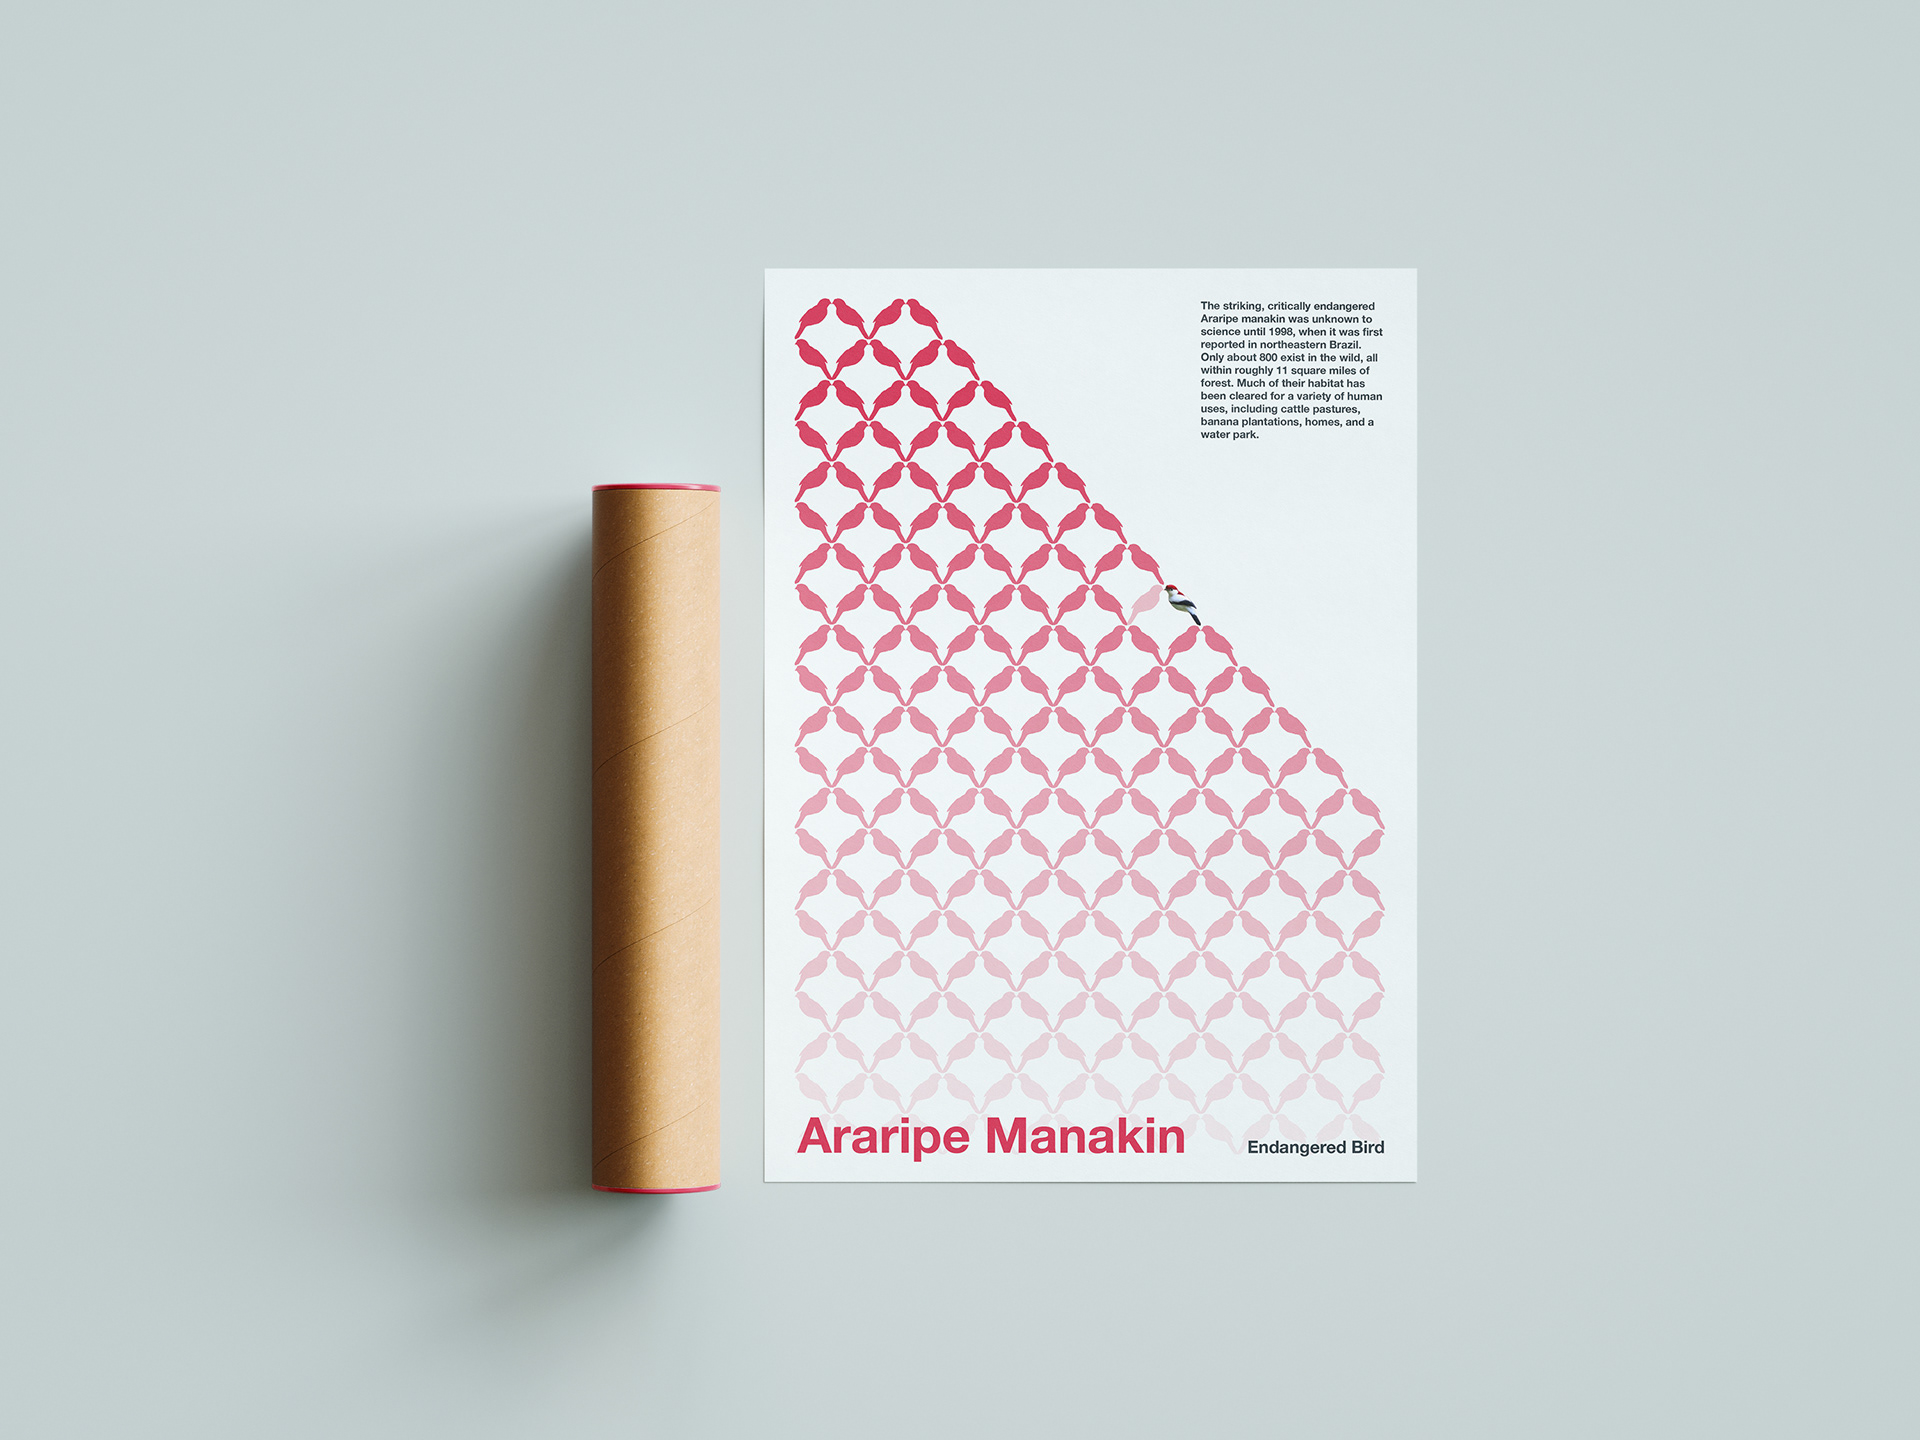 The striking, critically endangered
Araripe manakin was unknown to
science until 1998, when it was first
reported in northeastern Brazil.
Only about 800 exist in the wild, all
within roughly 11 square miles of
forest. Much of their habitat has
been cleared for a variety of human
uses, including cattle pastures,
banana plantations, homes, and a
water park.
Araripe Manakin
Endangered Bird